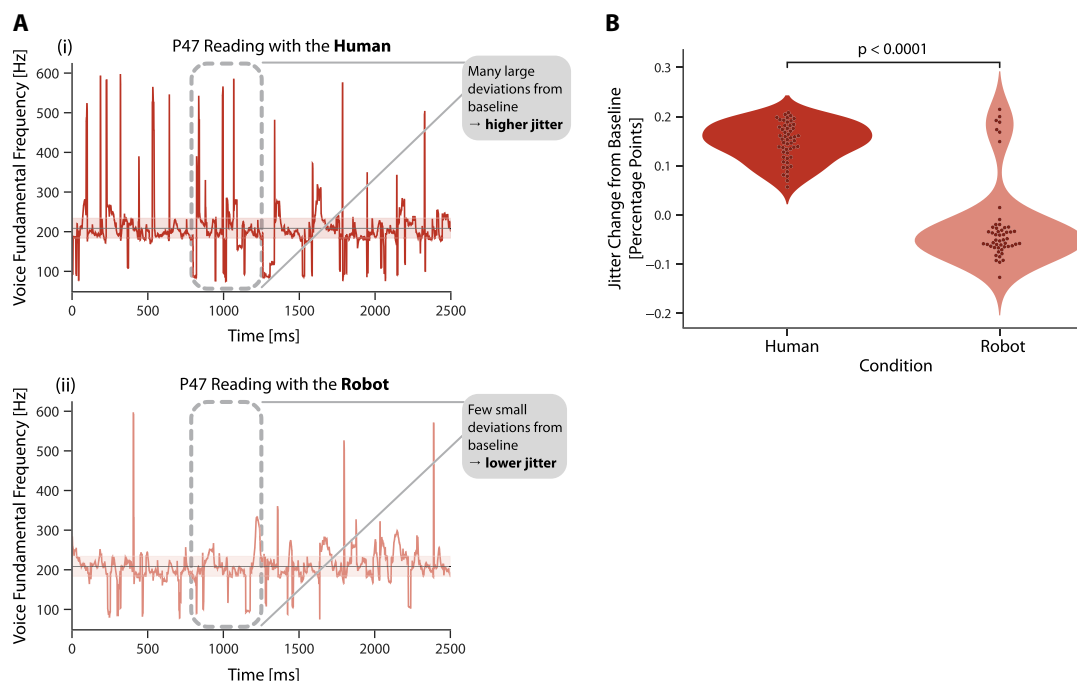 A
(i)
P47 Reading with the Human
Voice Fundamental Frequency [Hz]
600
500
400
300
200
100
0
500
1000
1500
2000
2500
Time [ms]
Many large
deviations from
baseline
→ higher jitter
(ii)
P47 Reading with the Robot
Voice Fundamental Frequency [Hz]
600
500
400
300
200
100
0
500
1000
1500
2000
2500
Time [ms]
Few small
deviations from
baseline
→ lower jitter
B
p < 0.0001
Jitter Change from Baseline
[Percentage Points]
0.3
0.2
0.1
0.0
−0.1
−0.2
Human
Robot
Condition